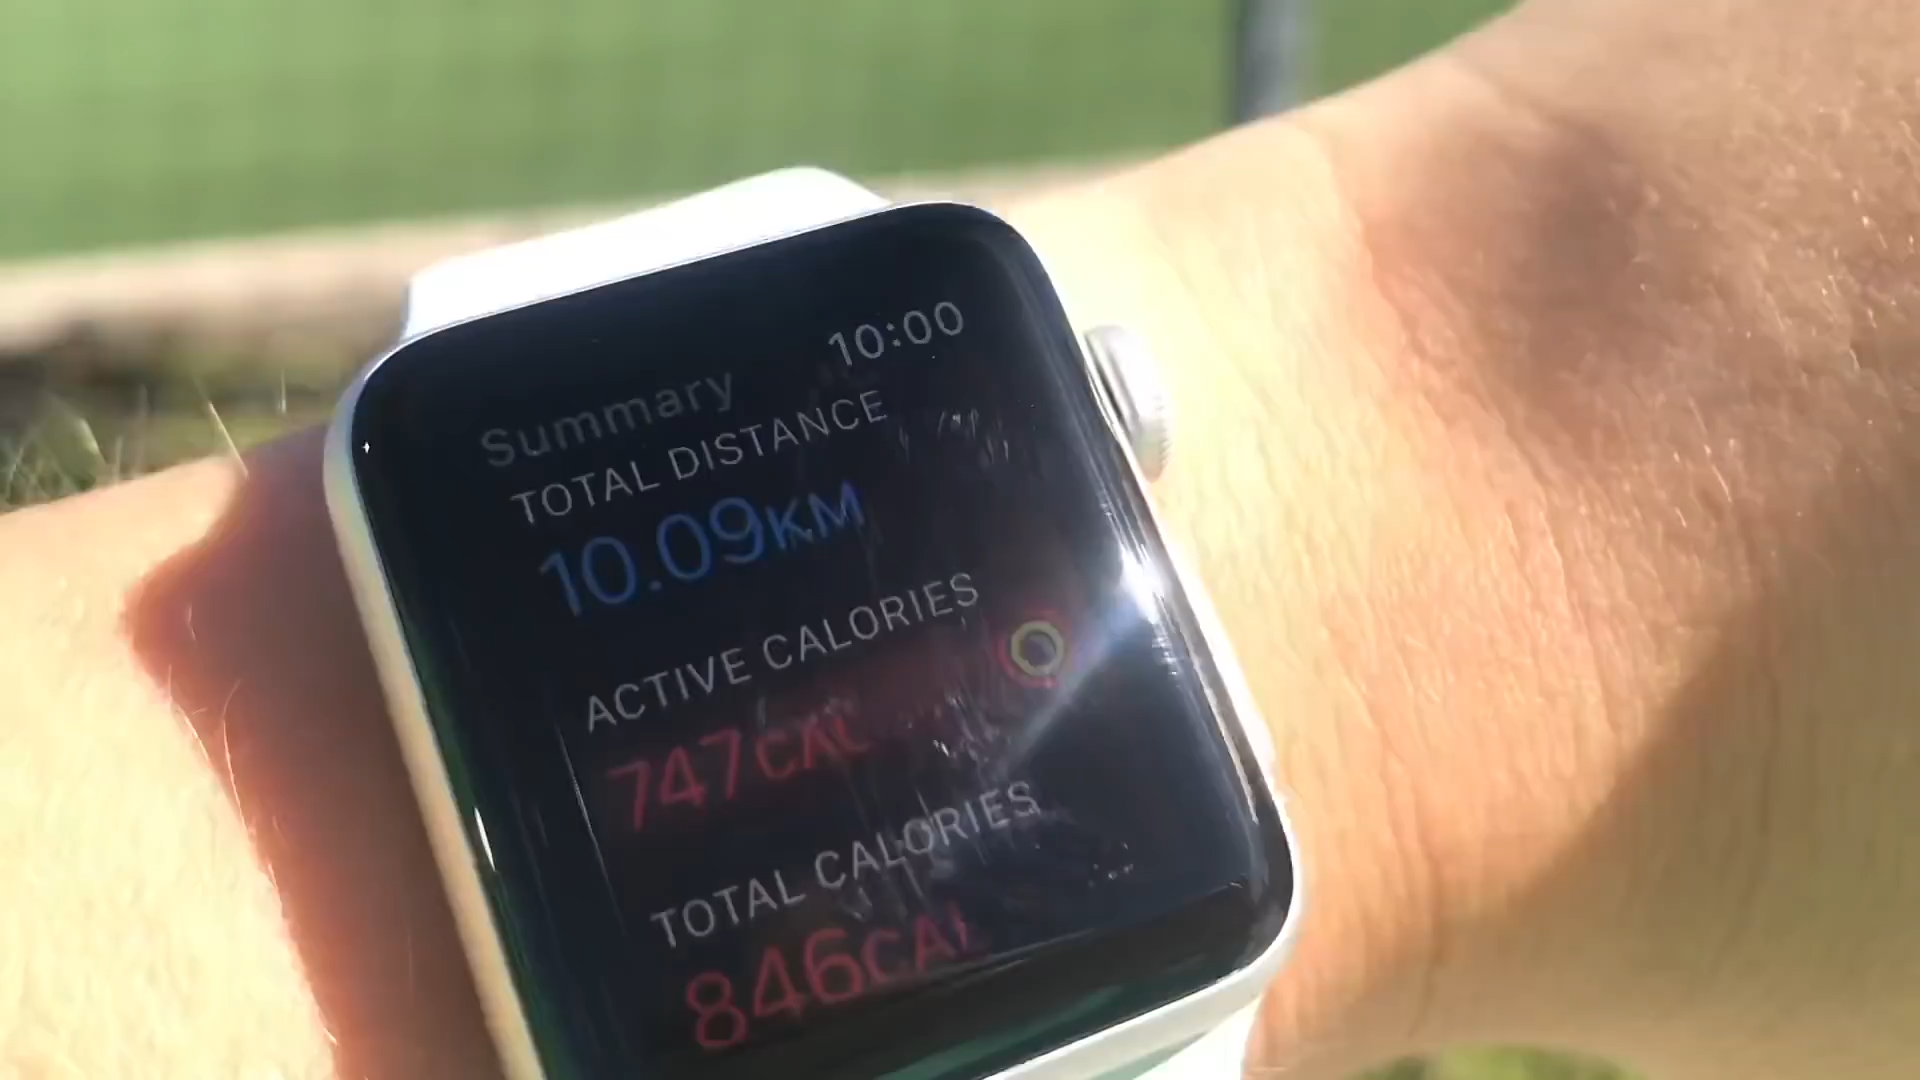 10:00
Summary
TOTAL DISTANCE
10.09KM
ACTIVE CALORIES
747CAL
TOTAL CALORIES
846CAL